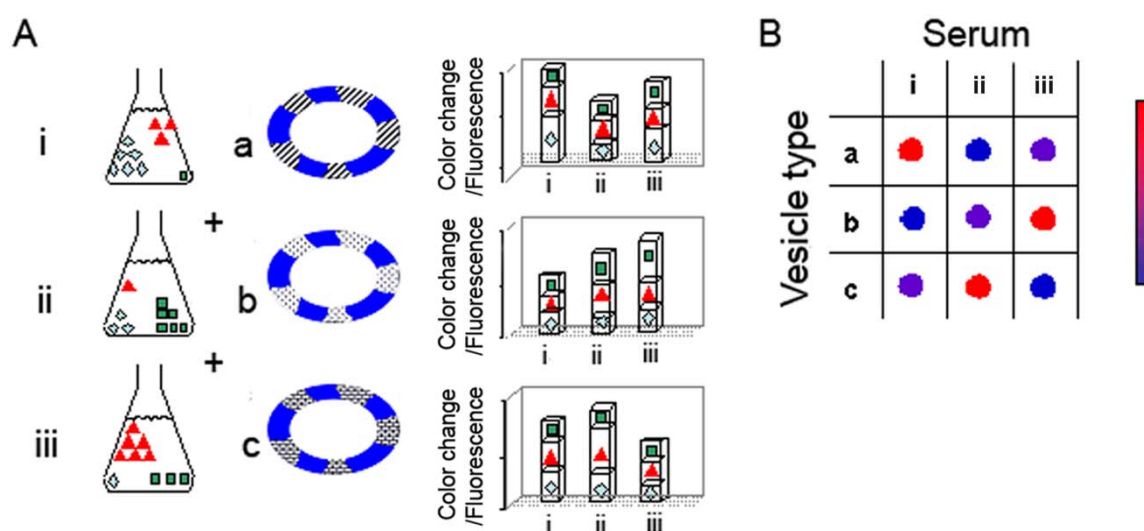 A
i
a
Color change
/Fluorescence
i ii iii
+
ii
b
Color change
/Fluorescence
i ii iii
+
iii
c
Color change
/Fluorescence
i ii iii
B
Serum
i ii iii
Vesicle type
a
b
c